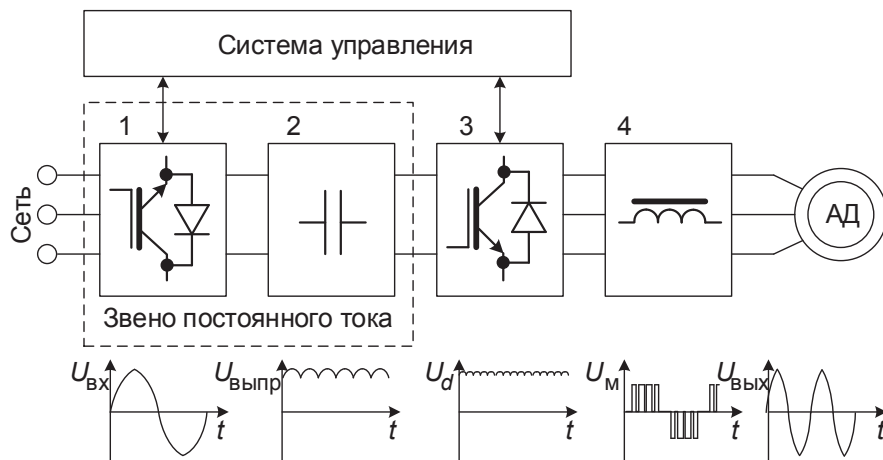 Система управления
1 2 3 4
Сеть
АД
Звено постоянного тока
Uвх t
Uвыпр t
Ud t
Uм t
Uвых t